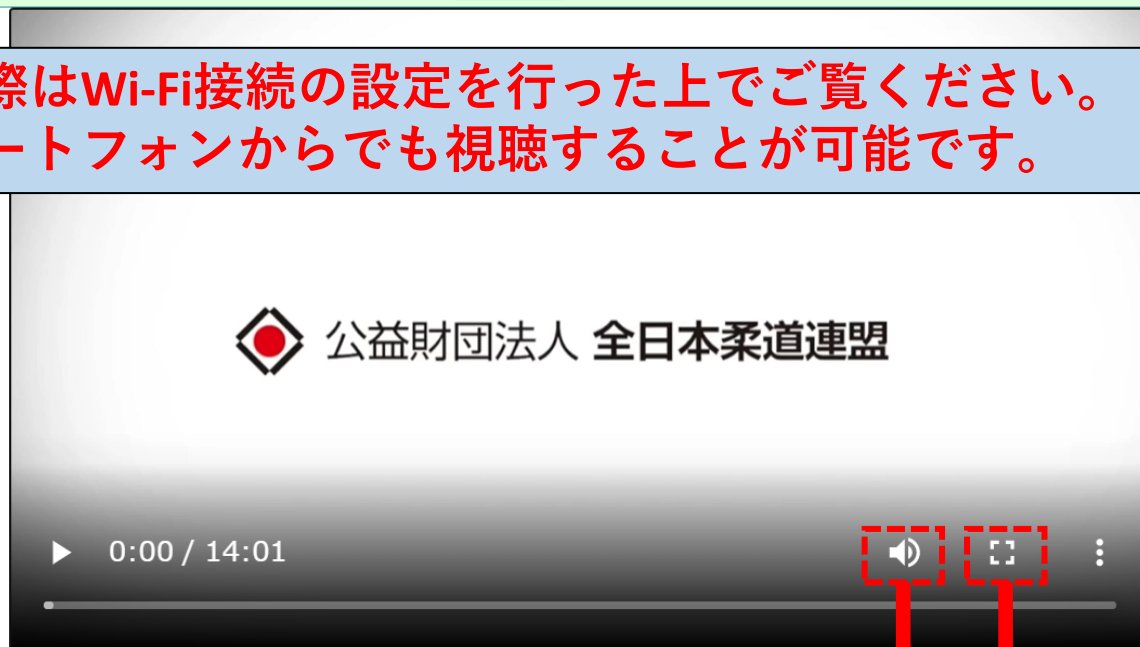 際はWi-Fi接続の設定を行った上でご覧ください。
ートフォンからでも視聴することが可能です。
公益財団法人 全日本柔道連盟
0:00 / 14:01